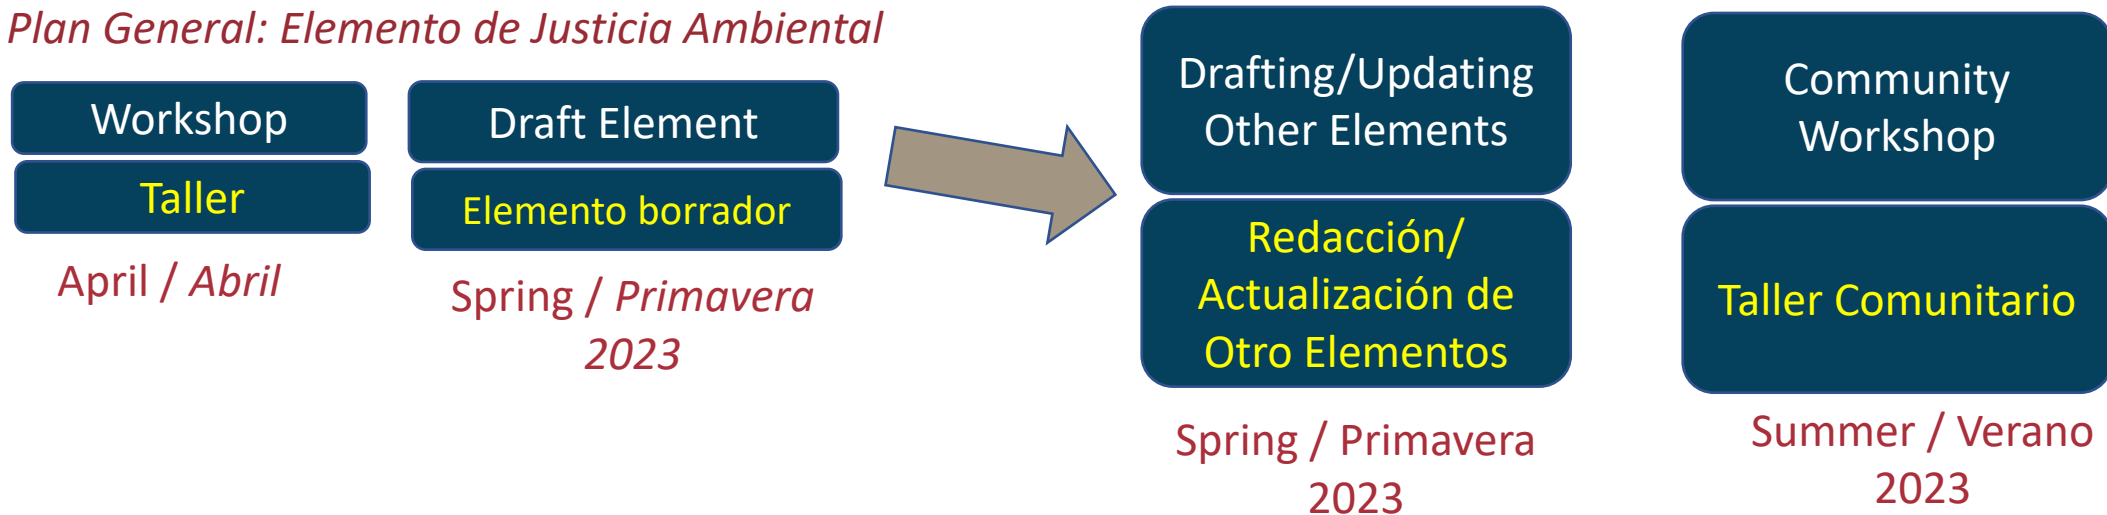 Plan General: Elemento de Justicia Ambiental
Workshop
Taller
April / Abril
Draft Element
Elemento borrador
Spring / Primavera
2023
Drafting/Updating
Other Elements
Redacción/
Actualización de
Otro Elementos
Spring / Primavera
2023
Community
Workshop
Taller Comunitario
Summer / Verano
2023